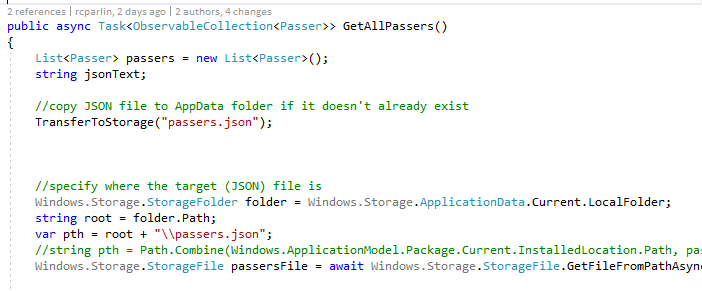 2 references | rcparlin, 2 days ago | 2 authors, 4 changes
public async Task<ObservableCollection<Passer>> GetAllPassers()
{
List<Passer> passers = new List<Passer>();
string jsonText;
//copy JSON file to AppData folder if it doesn't already exist
TransferToStorage("passers.json");
//specify where the target (JSON) file is
Windows.Storage.StorageFolder folder = Windows.Storage.ApplicationData.Current.LocalFolder;
string root = folder.Path;
var pth = root + "\\passers.json";
//string pth = Path.Combine(Windows.ApplicationModel.Package.Current.InstalledLocation.Path, pa
Windows.Storage.StorageFile passersFile = await Windows.Storage.StorageFile.GetFileFromPathAsync